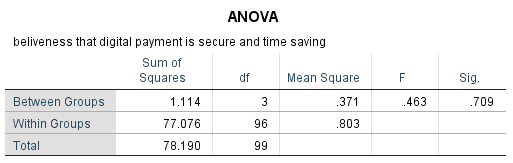 ANOVA
beliveness that digital payment is secure and time saving
Sum of Squares df Mean Square F Sig.
Between Groups 1.114 3 .371 .463 .709
Within Groups 77.076 96 .803
Total 78.190 99